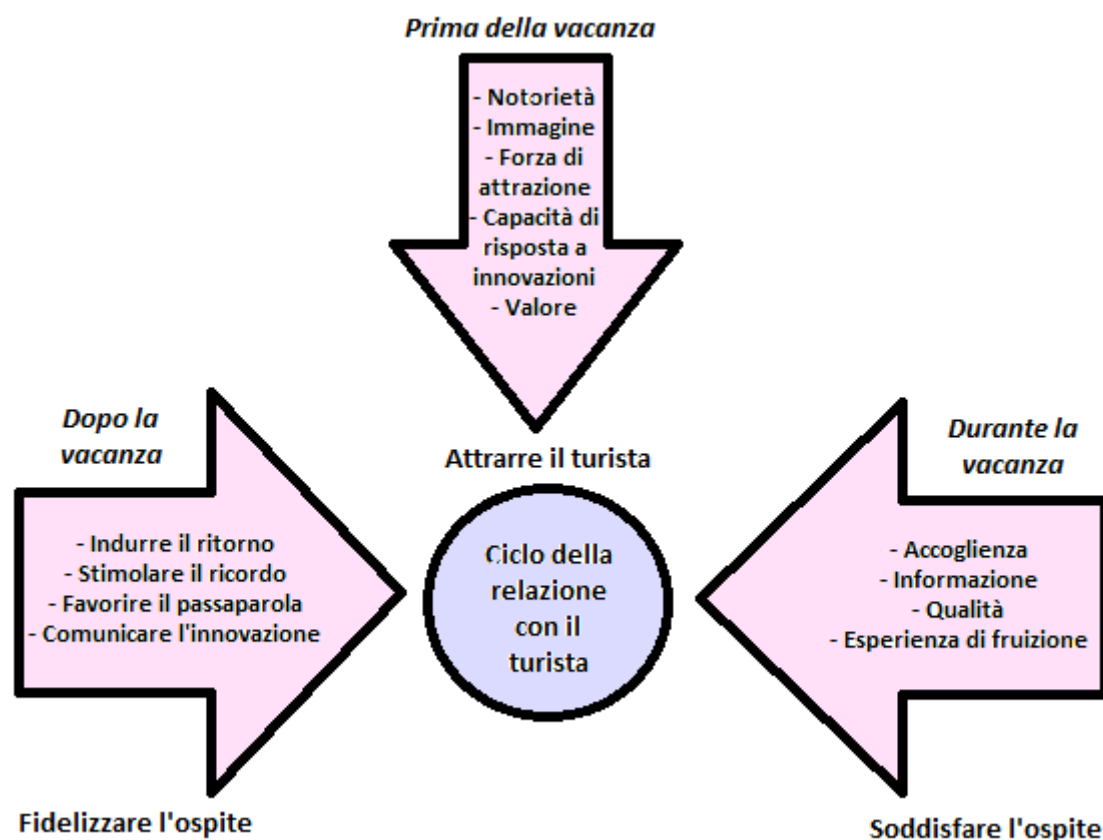 Prima della vacanza
- Notorietà
- Immagine
- Forza di
attrazione
- Capacità di
risposta a
innovazioni
- Valore
Attrarre il turista
Dopo la
vacanza
- Indurre il ritorno
- Stimolare il ricordo
- Favorire il passaparola
- Comunicare l'innovazione
Fidelizzare l'ospite
Ciclo della
relazione
con il
turista
Durante la
vacanza
- Accoglienza
- Informazione
- Qualità
- Esperienza di fruizione
Soddisfare l'ospite